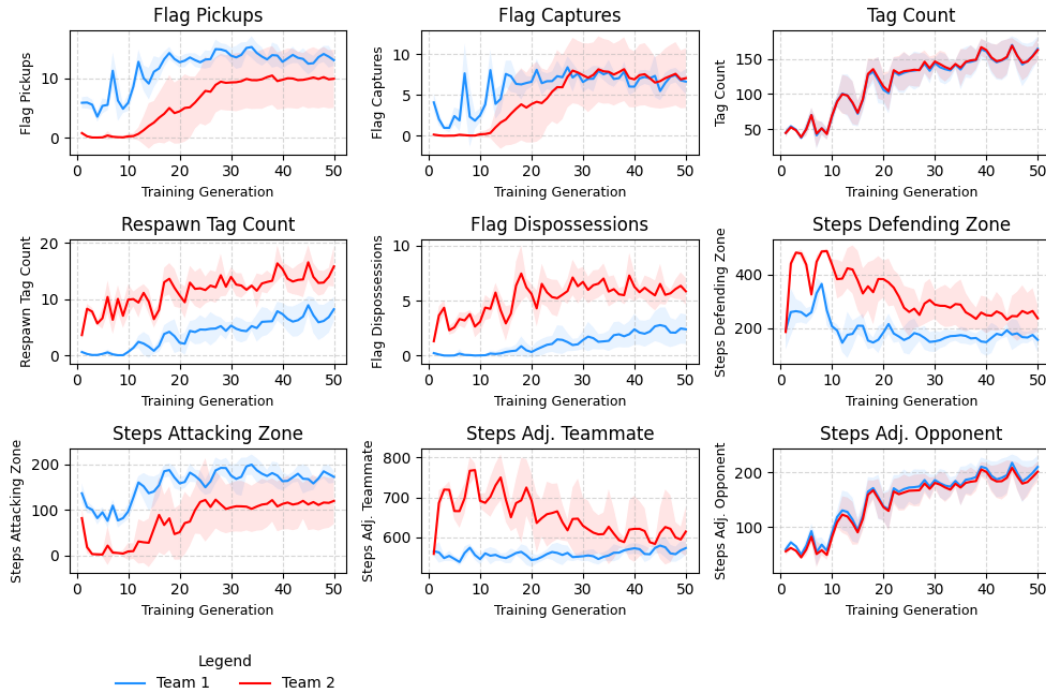 Flag Pickups
Flag Captures
Tag Count
Flag Pickups
10
0
0 10 20 30 40 50
Training Generation
Flag Captures
10
5
0
0 10 20 30 40 50
Training Generation
Tag Count
150
100
50
0 10 20 30 40 50
Training Generation
Respawn Tag Count
Flag Dispossessions
Steps Defending Zone
Respawn Tag Count
20
10
0
0 10 20 30 40 50
Training Generation
Flag Dispossessions
10
5
0
0 10 20 30 40 50
Training Generation
Steps Defending Zone
400
200
0 10 20 30 40 50
Training Generation
Steps Attacking Zone
Steps Adj. Teammate
Steps Adj. Opponent
Steps Attacking Zone
200
100
0
0 10 20 30 40 50
Training Generation
Steps Adj. Teammate
800
700
600
0 10 20 30 40 50
Training Generation
Steps Adj. Opponent
200
100
0 10 20 30 40 50
Training Generation
Legend
Team 1 Team 2